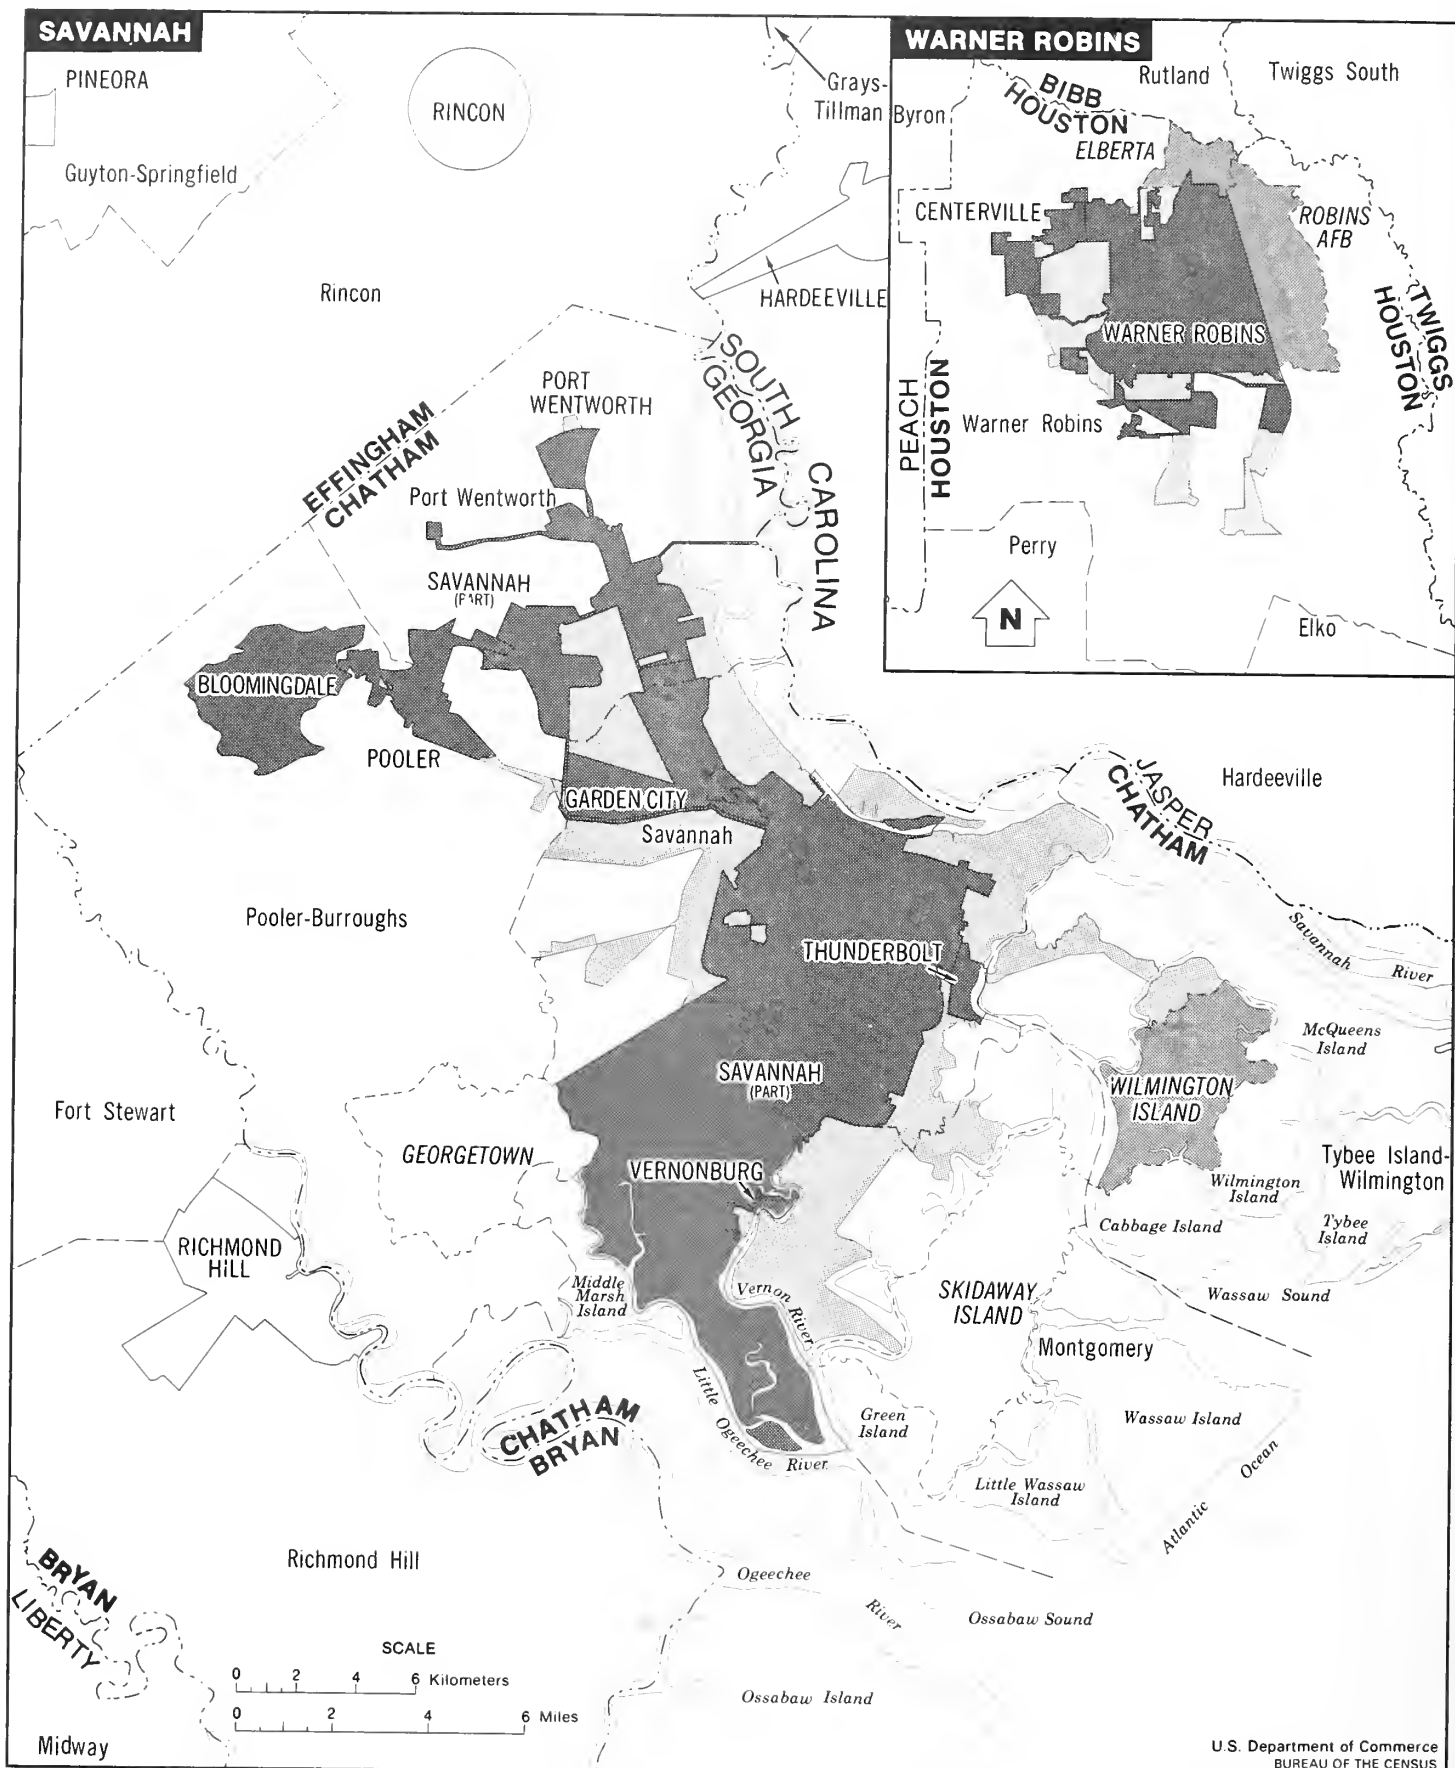 SAVANNAH
PINEORA
RINCON
Guyton-Springfield
Grays-
Tillman
Rincon
HARDEEVILLE
SOUTH
CAROLINA
GEORGIA
PORT
WENTWORTH
EFFINGHAM
CHATHAM
Port Wentworth
SAVANNAH
(PART)
BLOOMINGDALE
POOLER
GARDEN CITY
Savannah
JASPER
CHATHAM
Hardeeville
Pooler-Burroughs
THUNDERBOLT
Savannah
River
McQueens
Island
SAVANNAH
(PART)
WILMINGTON
ISLAND
Fort Stewart
GEORGETOWN
VERNONBURG
Tybee Island-
Wilmington
Wilmington
Island
Cabbage Island
Tybee
Island
RICHMOND
HILL
Middle
Marsh
Island
Vernon River
SKIDAWAY
ISLAND
Wassaw Sound
Montgomery
Little Ogeechee River
Green
Island
Wassaw Island
CHATHAM
BRYAN
Little Wassaw
Island
Atlantic Ocean
Richmond Hill
BRYAN
LIBERTY
Ogeechee
River
Ossabaw Sound
Ossabaw Island
Midway
SCALE
0 2 4 6 Kilometers
0 2 4 6 Miles
WARNER ROBINS
Rutland
Twiggs South
Byron
BIBB
HOUSTON
ELBERTA
CENTERVILLE
ROBINS
AFB
TWIGGS
HOUSTON
WARNER ROBINS
PEACH
HOUSTON
Warner Robins
Perry
N
Elko
U.S. Department of Commerce
BUREAU OF THE CENSUS